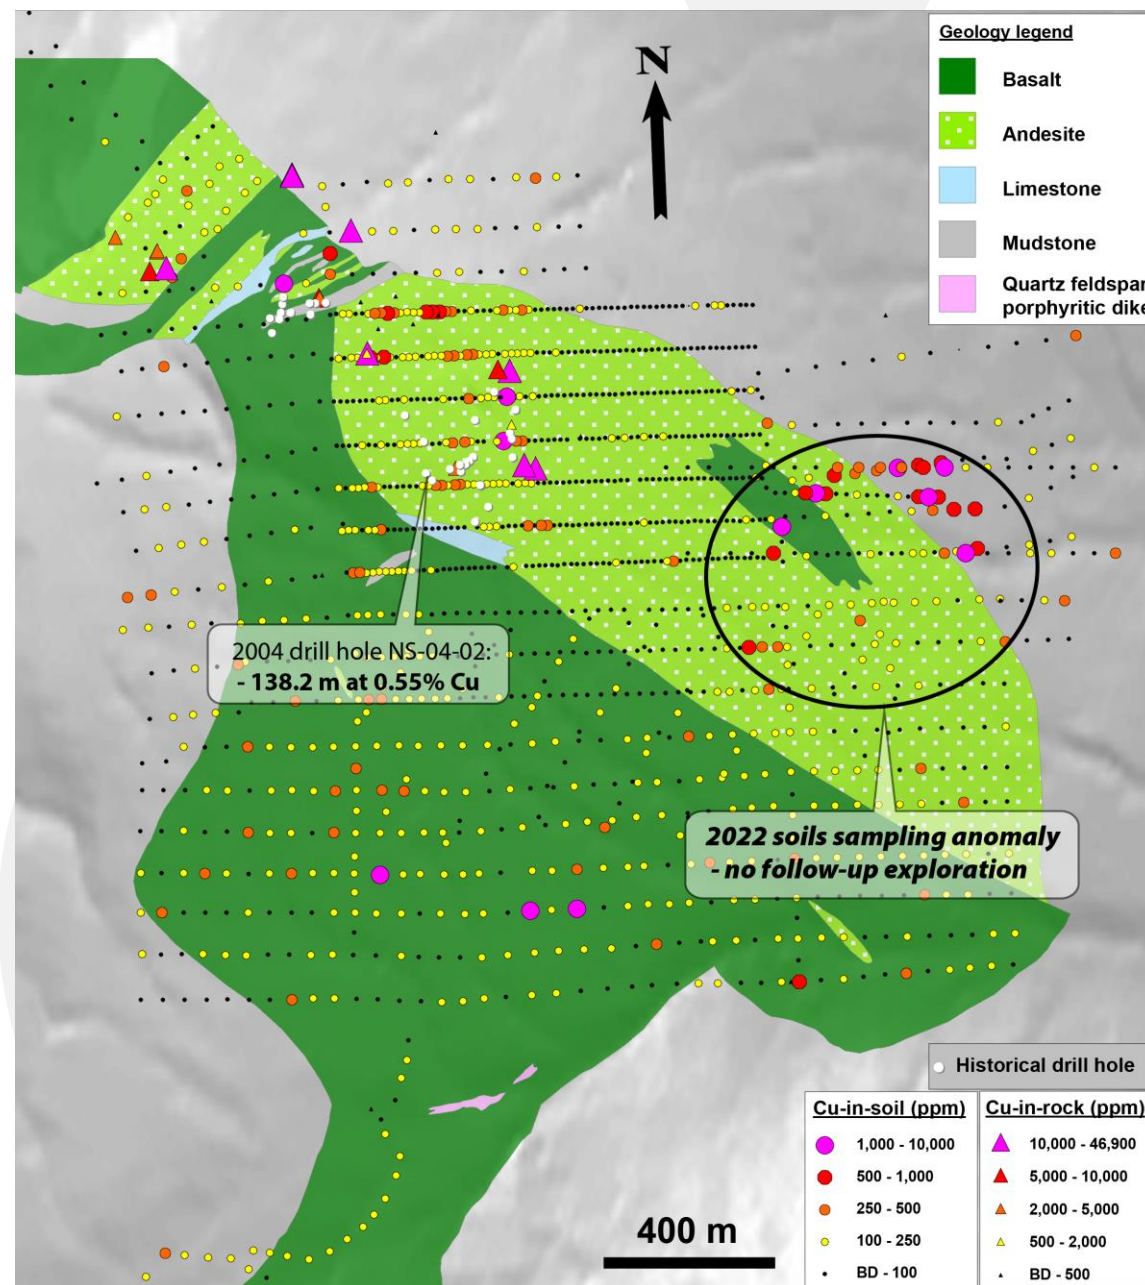 N
Geology legend
Basalt
Andesite
Limestone
Mudstone
Quartz feldspar
porphyritic dike
2004 drill hole NS-04-02:
- 138.2 m at 0.55% Cu
2022 soils sampling anomaly
- no follow-up exploration
Historical drill hole
Cu-in-soil (ppm)
1,000 - 10,000
500 - 1,000
250 - 500
100 - 250
BD - 100
Cu-in-rock (ppm)
10,000 - 46,900
5,000 - 10,000
2,000 - 5,000
500 - 2,000
BD - 500
400 m